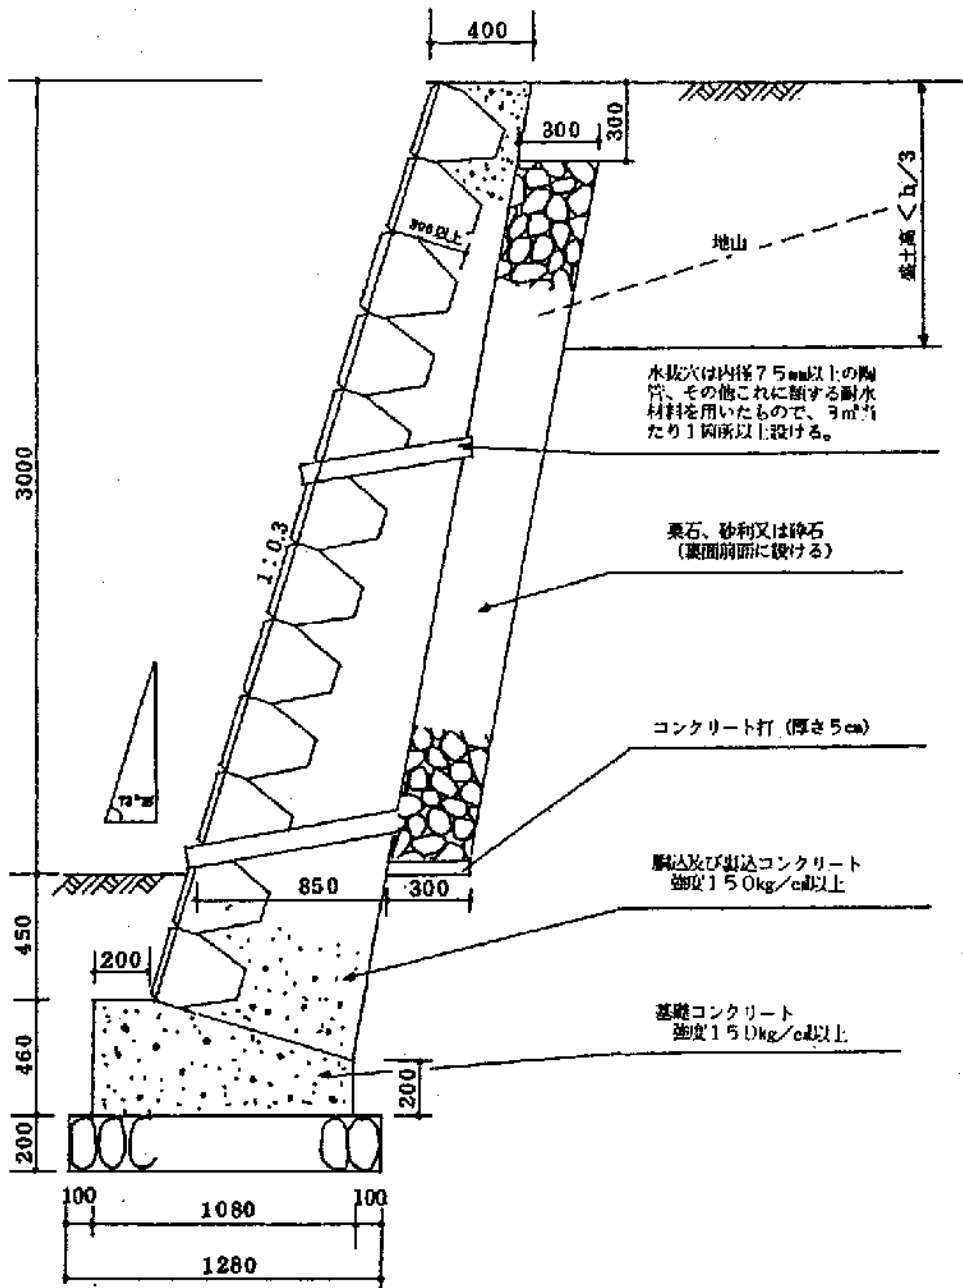 400
300
300
盛土高<h/3
地山
300以上
水抜穴は内径75mm以上の陶
管、その他これに類する耐水
材料を用いたもので、3㎡当
たり1箇所以上設ける。
3000
1:0.3
栗石、砂利又は砕石
(裏面前面に設ける)
コンクリート打(厚さ5cm)
850
300
胴込及び裏込コンクリート
強度150kg/c㎡以上
450
200
基礎コンクリート
強度150kg/c㎡以上
460
200
200
100
1080
100
1280